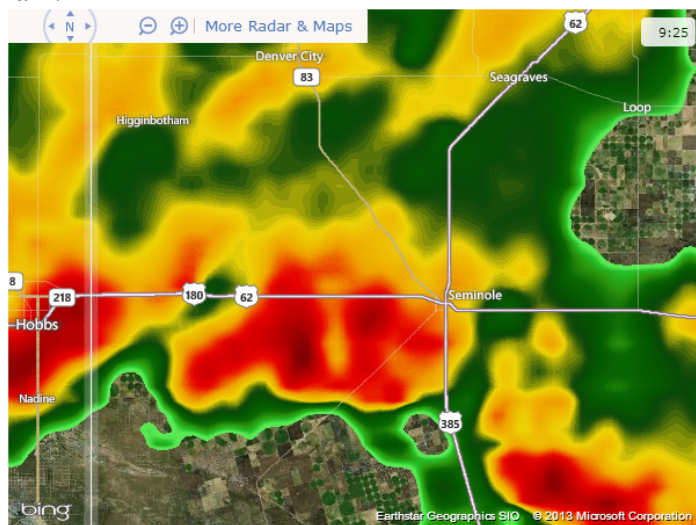 N
More Radar & Maps
62
9:25
Denver City
83
Seagraves
Loop
Higginbotham
8
218
180
62
Seminole
Hobbs
Nadine
385
bing
Earthstar Geographics SIO © 2013 Microsoft Corporation